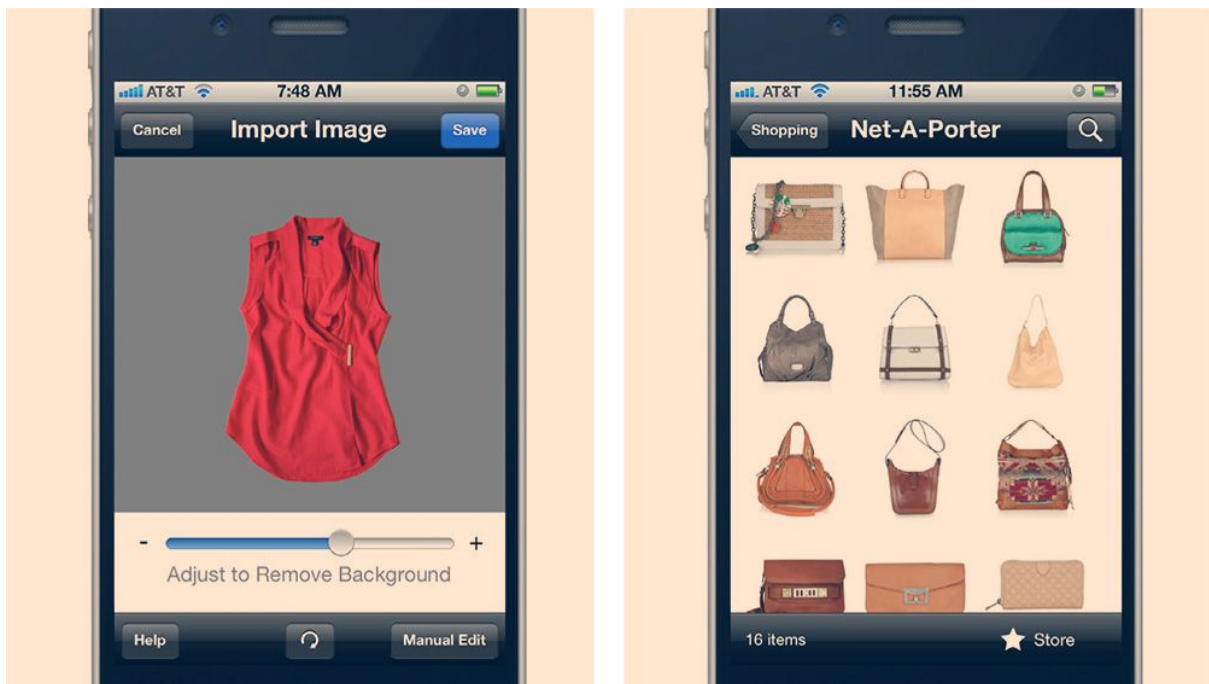 AT&T 7:48 AM
Cancel Import Image Save
- +
Adjust to Remove Background
Help Manual Edit
AT&T 11:55 AM
Shopping Net-A-Porter
16 items Store